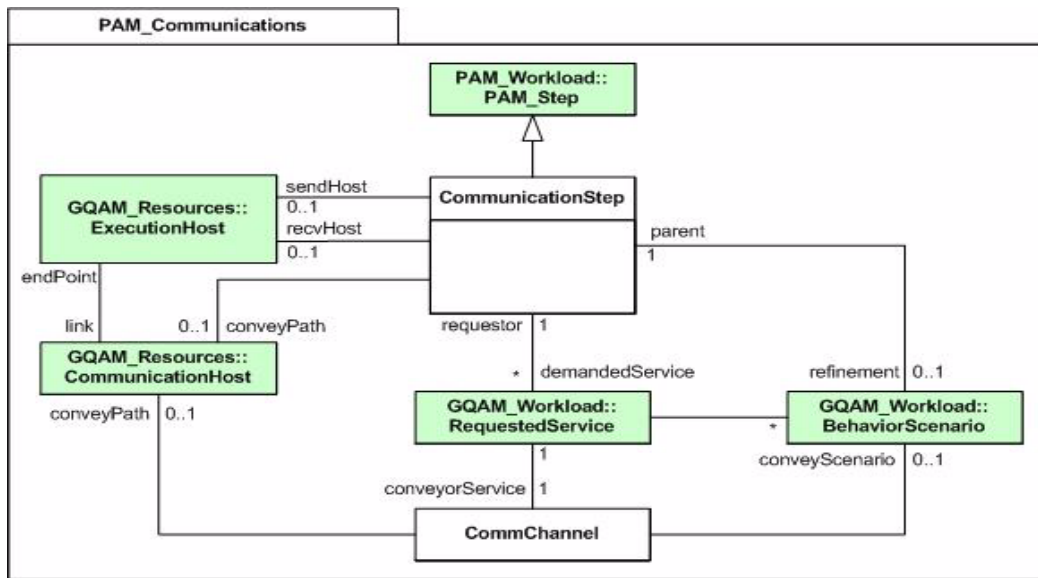 PAM_Communications
PAM_Workload::
PAM_Step
sendHost
0..1
recvHost
0..1
GQAM_Resources::
ExecutionHost
CommunicationStep
parent
1
endPoint
link
0..1 conveyPath
requestor 1
GQAM_Resources::
CommunicationHost
* demandedService
refinement 0..1
conveyPath 0..1
GQAM_Workload::
RequestedService
*
GQAM_Workload::
BehaviorScenario
1
conveyScenario 0..1
conveyorService 1
CommChannel